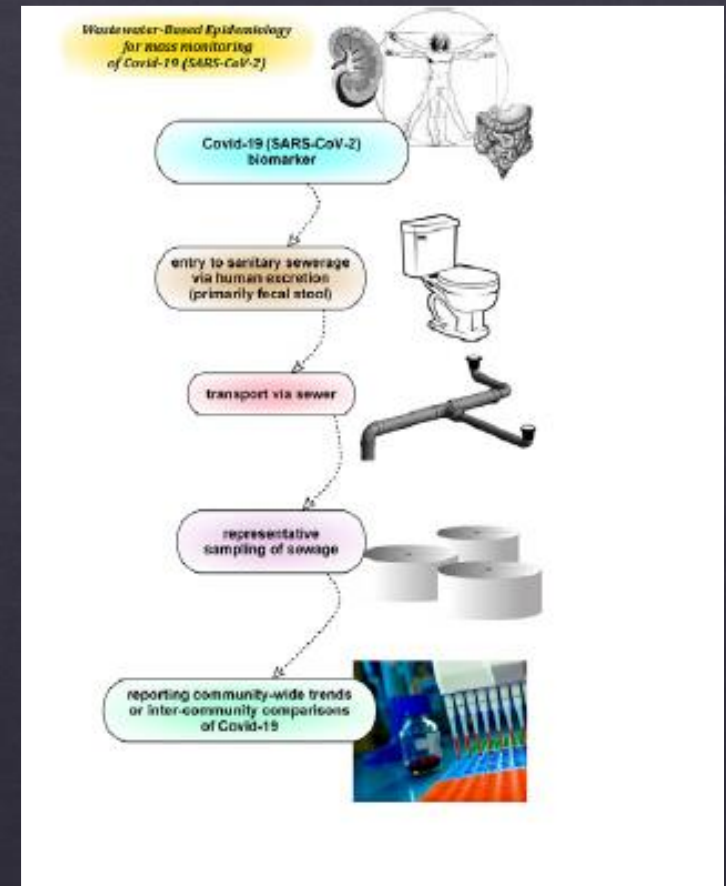 Wastewater-Based Epidemiology
for mass monitoring
of Covid-19 (SARS-CoV-2)
Covid-19 (SARS-CoV-2)
biomarker
entry to sanitary sewerage
via human excretion
(primarily fecal stool)
transport via sewer
representative
sampling of sewage
reporting community-wide trends
or inter-community comparisons
of Covid-19